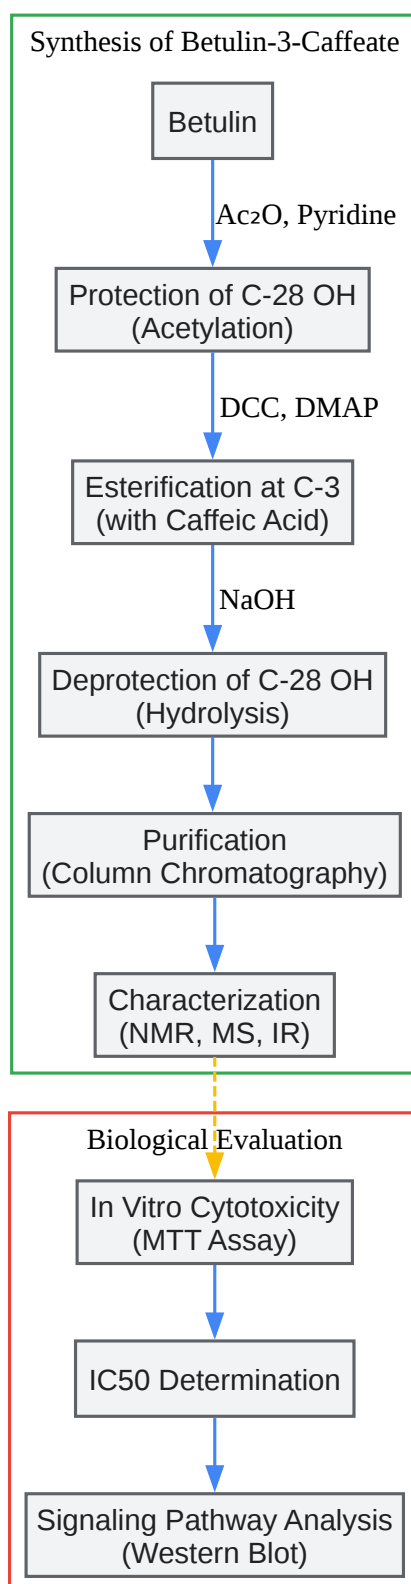 Synthesis of Betulin-3-Caffeate
Betulin
Ac₂O, Pyridine
Protection of C-28 OH
(Acetylation)
DCC, DMAP
Esterification at C-3
(with Caffeic Acid)
NaOH
Deprotection of C-28 OH
(Hydrolysis)
Purification
(Column Chromatography)
Characterization
(NMR, MS, IR)
Biological Evaluation
In Vitro Cytotoxicity
(MTT Assay)
IC50 Determination
Signaling Pathway Analysis
(Western Blot)